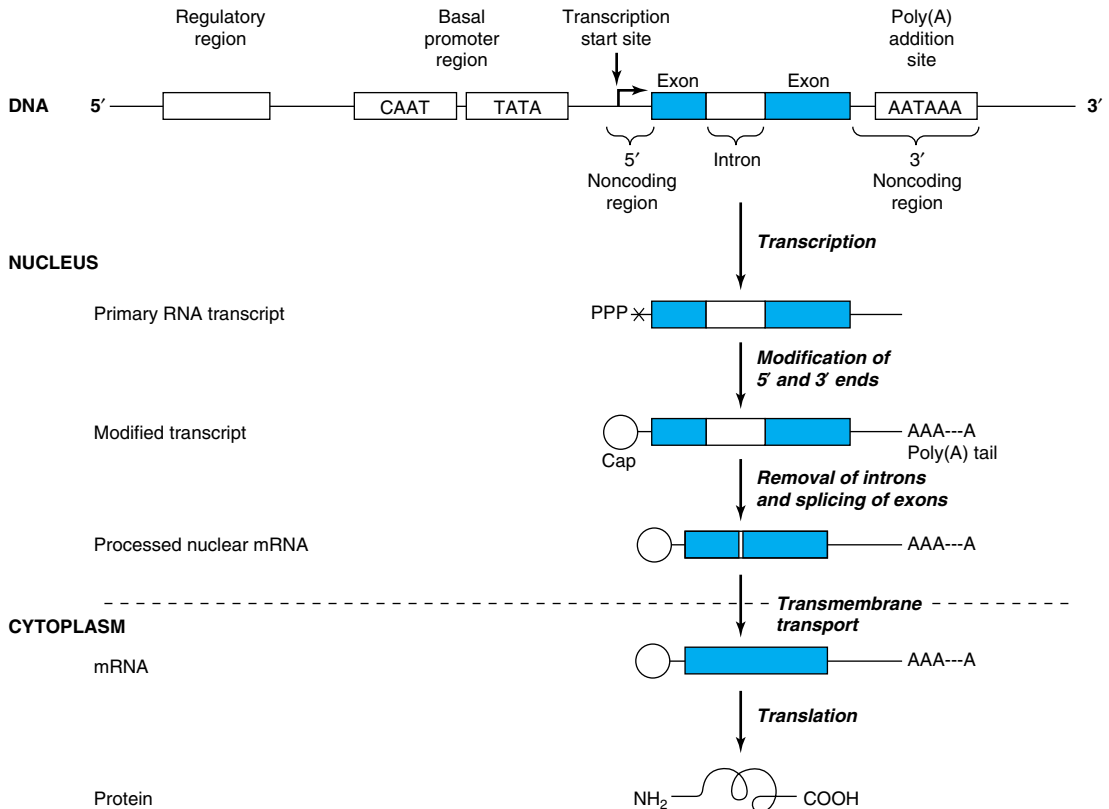 Regulatory
region
Basal
promoter
region
Transcription
start site
Poly(A)
addition
site
Exon
Exon
DNA 5′ CAAT TATA AATAAA 3′
5′
Noncoding
region
Intron
3′
Noncoding
region
Transcription
NUCLEUS
Primary RNA transcript
PPP
Modification of
5′ and 3′ ends
Modified transcript
AAA---A
Cap
Poly(A) tail
Removal of introns
and splicing of exons
Processed nuclear mRNA
AAA---A
Transmembrane
transport
CYTOPLASM
mRNA
AAA---A
Translation
Protein
NH₂
COOH